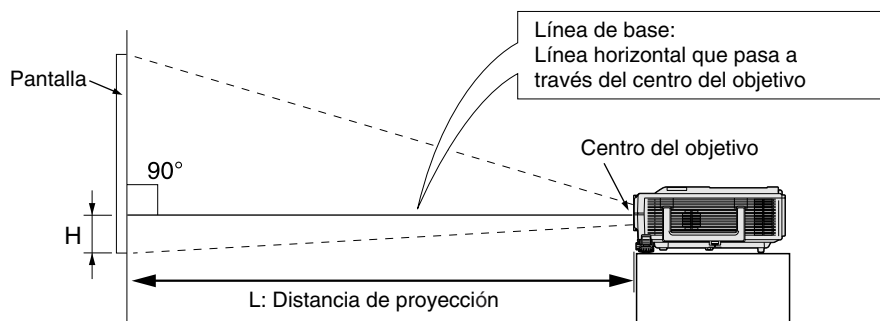 Línea de base:
Línea horizontal que pasa a
través del centro del objetivo
Pantalla
Centro del objetivo
90°
H
L: Distancia de proyección